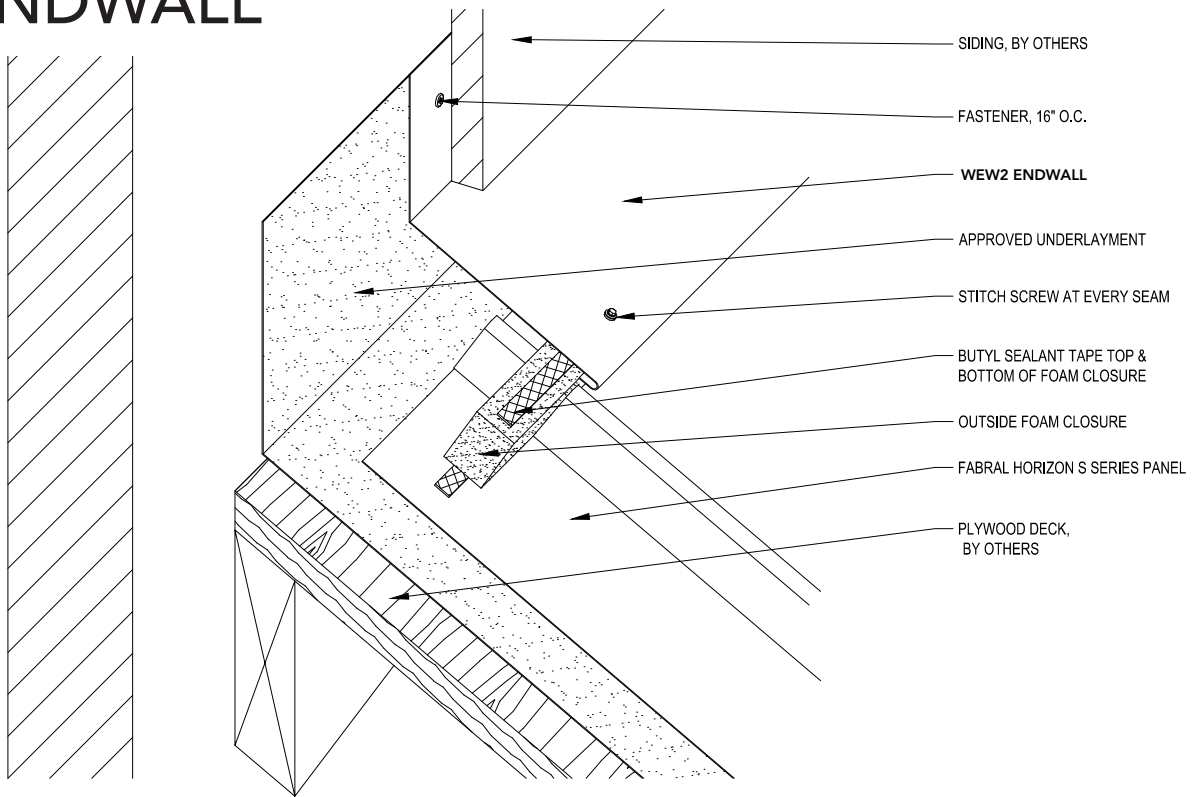 NDWALL
SIDING, BY OTHERS
FASTENER, 16" O.C.
WEW2 ENDWALL
APPROVED UNDERLAYMENT
STITCH SCREW AT EVERY SEAM
BUTYL SEALANT TAPE TOP &
BOTTOM OF FOAM CLOSURE
OUTSIDE FOAM CLOSURE
FABRAL HORIZON S SERIES PANEL
PLYWOOD DECK,
BY OTHERS